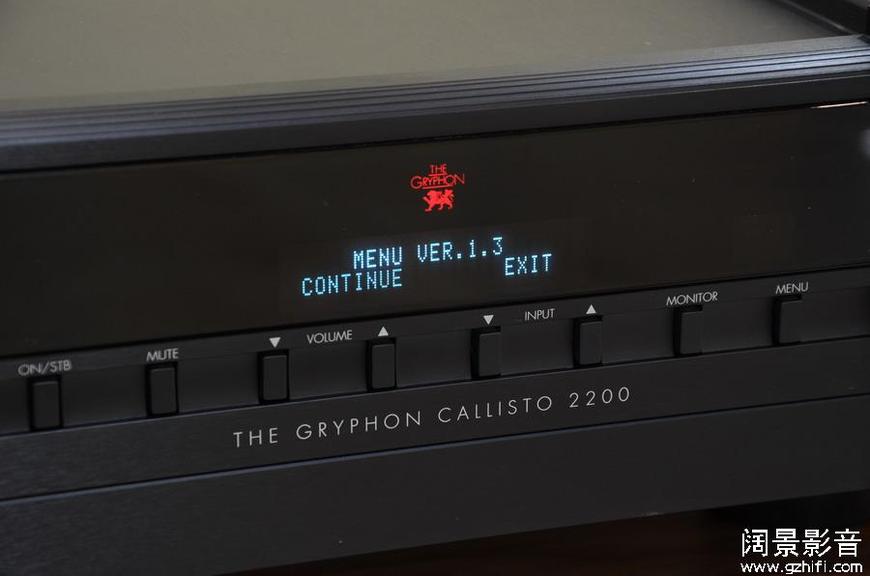 THE
GRYPHON
MENU VER.1.3
CONTINUE EXIT
ON/STB MUTE ▼ VOLUME ▲ ▼ INPUT ▲ MONITOR MENU
THE GRYPHON CALLISTO 2200
阔景影音
www.gzhifi.com